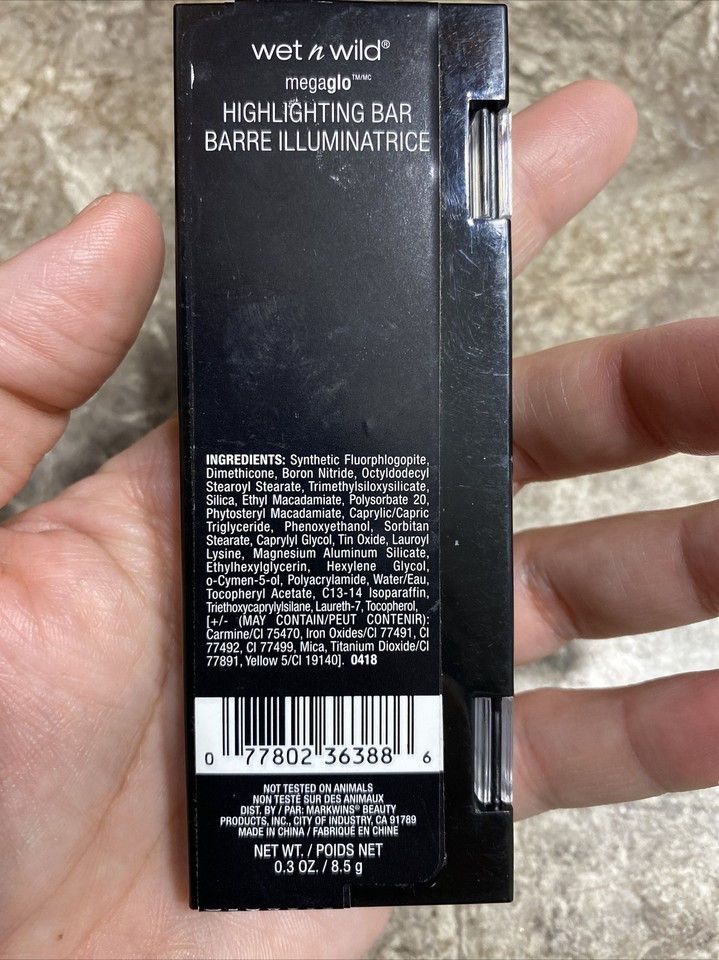 wet n wild®
megaglo™/MC
HIGHLIGHTING BAR
BARRE ILLUMINATRICE
INGREDIENTS: Synthetic Fluorphlogopite,
Dimethicone, Boron Nitride, Octyldodecyl
Stearoyl Stearate, Trimethylsiloxysilicate,
Silica, Ethyl Macadamiate, Polysorbate 20,
Phytosteryl Macadamiate, Caprylic/Capric
Triglyceride, Phenoxyethanol, Sorbitan
Stearate, Caprylyl Glycol, Tin Oxide, Lauroyl
Lysine, Magnesium Aluminum Silicate,
Ethylhexylglycerin, Hexylene Glycol,
o-Cymen-5-ol, Polyacrylamide, Water/Eau,
Tocopheryl Acetate, C13-14 Isoparaffin,
Triethoxycaprylylsilane, Laureth-7, Tocopherol,
[+/- (MAY CONTAIN/PEUT CONTENIR):
Carmine/CI 75470, Iron Oxides/CI 77491, CI
77492, CI 77499, Mica, Titanium Dioxide/CI
77891, Yellow 5/CI 19140]. 0418
0 77802 36388 6
NOT TESTED ON ANIMALS
NON TESTÉ SUR DES ANIMAUX
DIST. BY / PAR: MARKWINS® BEAUTY
PRODUCTS, INC., CITY OF INDUSTRY, CA 91789
MADE IN CHINA / FABRIQUÉ EN CHINE
NET WT. / POIDS NET
0.3 OZ. / 8.5 g